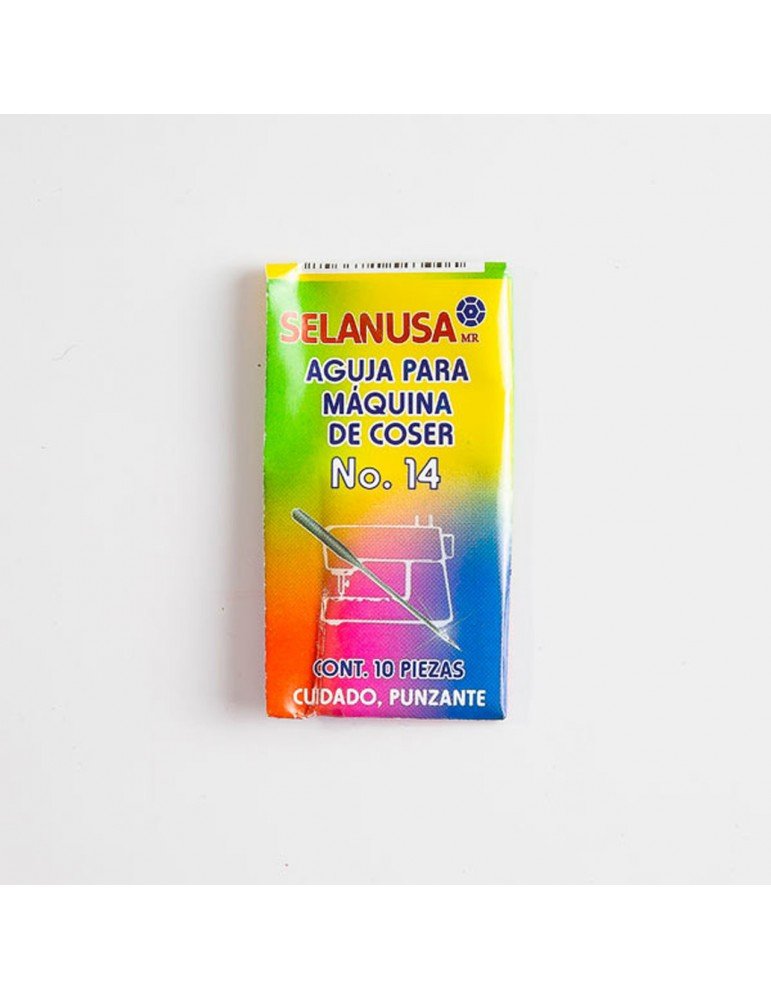 SELANUSA
MR
AGUJA PARA
MÁQUINA
DE COSER
No. 14
CONT. 10 PIEZAS
CUIDADO, PUNZANTE